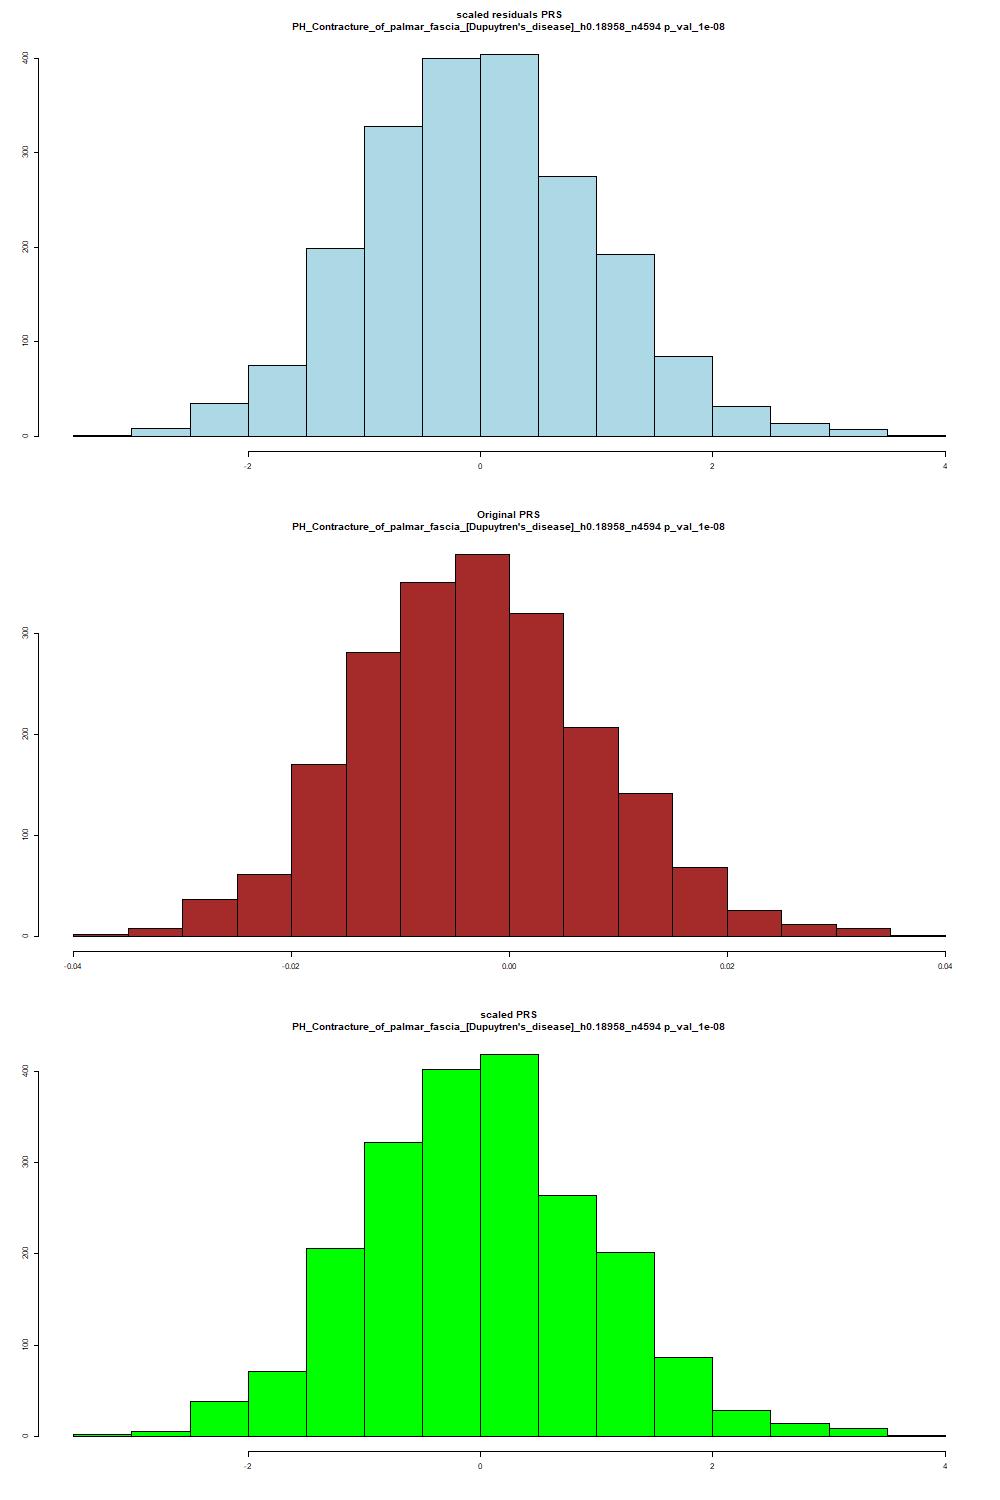 scaled residuals PRS
PH_Contracture_of_palmar_fascia_[Dupuytren's_disease]_h0.18958_n4594 p_val_1e-08
400
300
200
100
0
-2 0 2 4
Original PRS
PH_Contracture_of_palmar_fascia_[Dupuytren's_disease]_h0.18958_n4594 p_val_1e-08
300
200
100
0
-0.04 -0.02 0.00 0.02 0.04
scaled PRS
PH_Contracture_of_palmar_fascia_[Dupuytren's_disease]_h0.18958_n4594 p_val_1e-08
400
300
200
100
0
-2 0 2 4